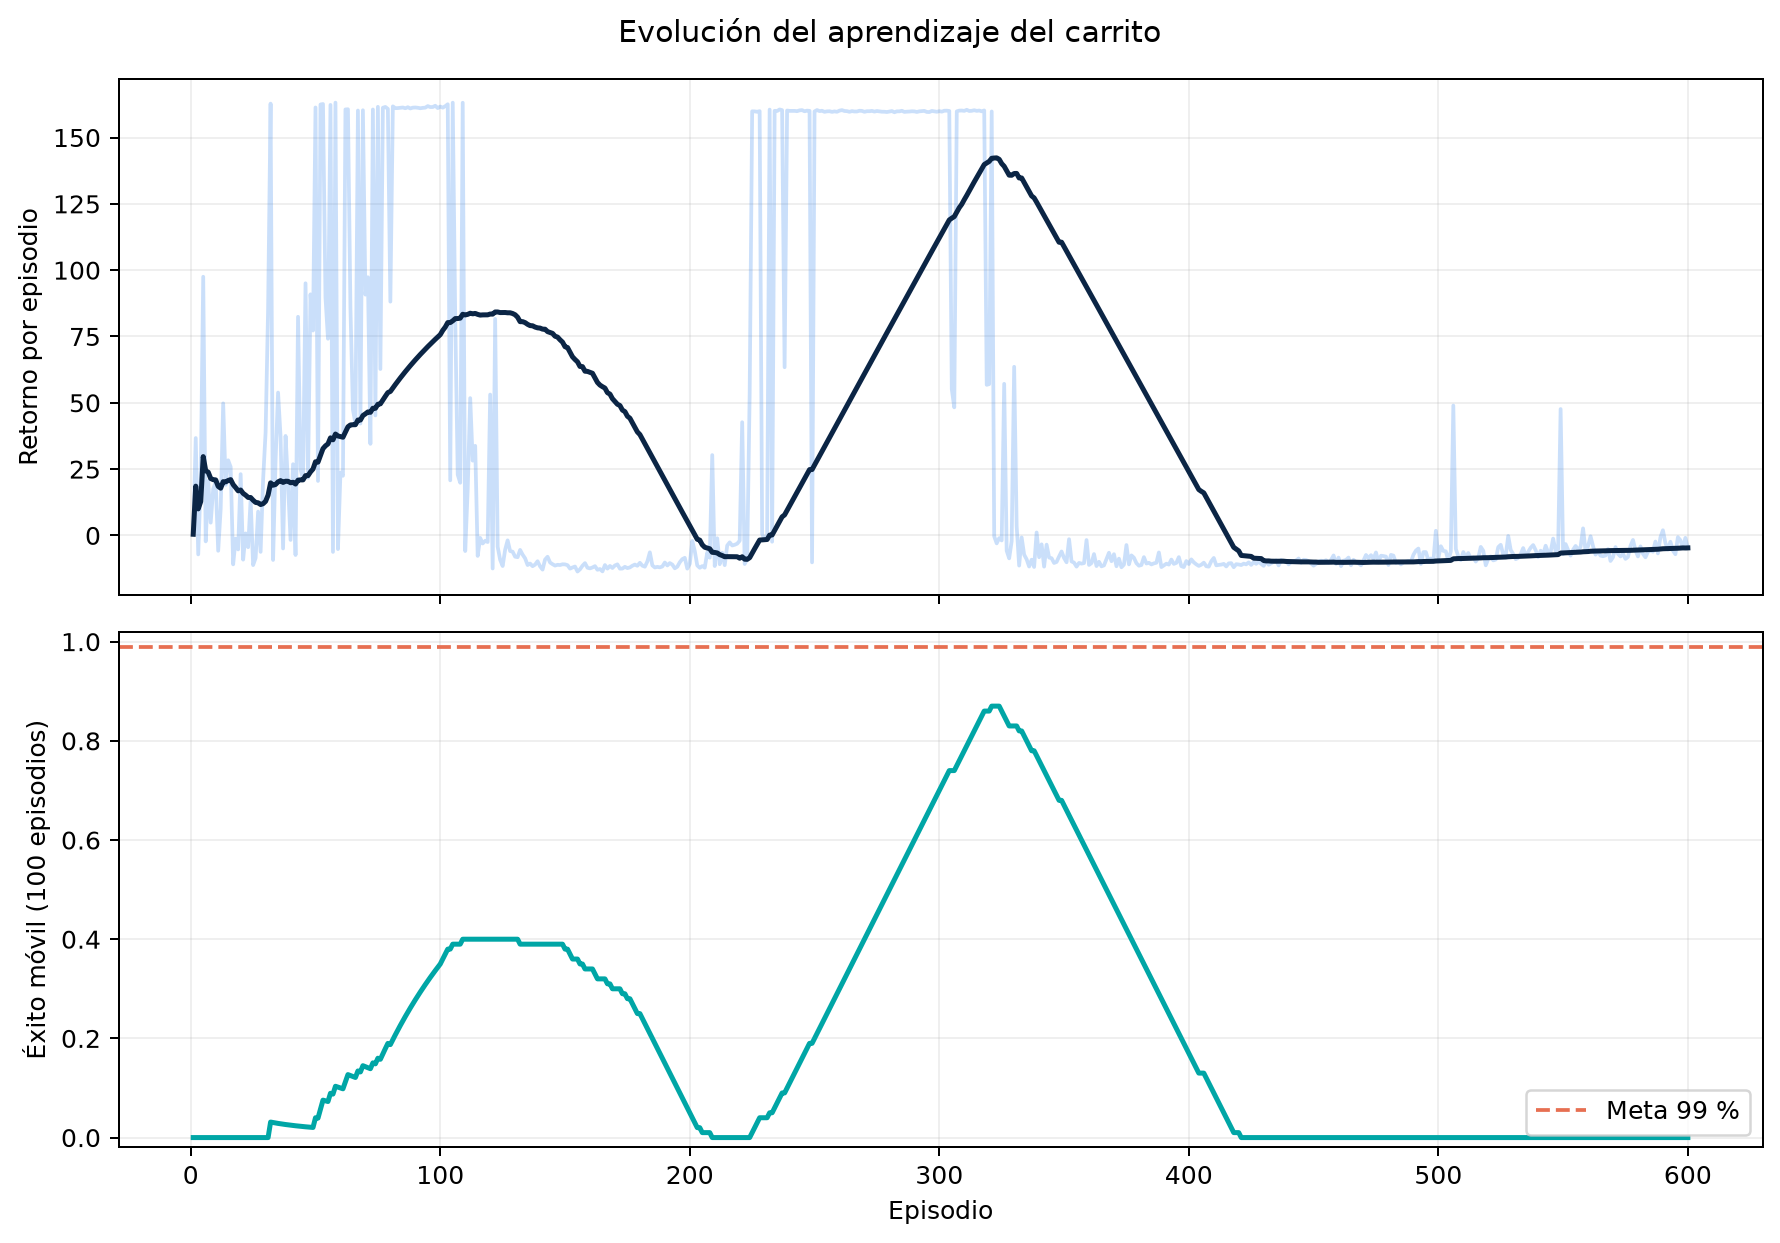 Evolución del aprendizaje del carrito
Retorno por episodio
150
125
100
75
50
25
0
Éxito móvil (100 episodios)
1.0
0.8
0.6
0.4
0.2
0.0
Meta 99 %
0 100 200 300 400 500 600
Episodio